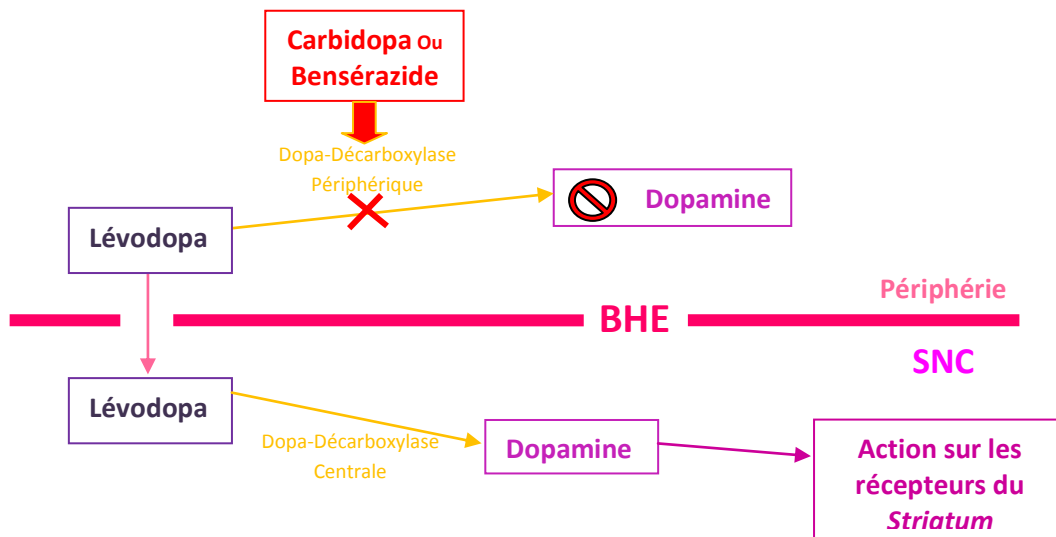 Carbidopa Ou
Bensérazide
Dopa-Décarboxylase
Périphérique
Dopamine
Lévodopa
Périphérie
BHE
SNC
Lévodopa
Dopa-Décarboxylase
Centrale
Dopamine
Action sur les
récepteurs du
Striatum